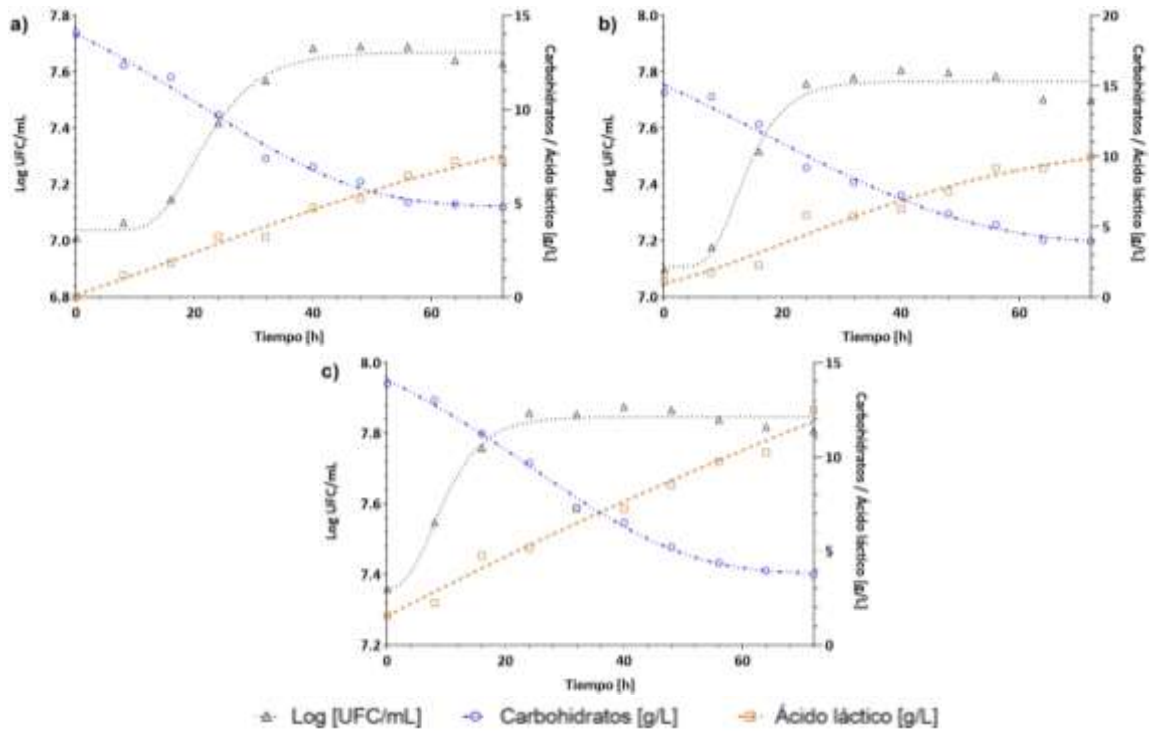 a)
7.8
7.6
7.4
7.2
7.0
6.8
Log UFC/mL
15
10
5
0
Carbohidratos / Ácido láctico [g/L]
0
20
40
60
Tiempo [h]
b)
8.0
7.8
7.6
7.4
7.2
7.0
Log UFC/mL
20
15
10
5
0
Carbohidratos / Ácido láctico [g/L]
0
20
40
60
Tiempo [h]
c)
8.0
7.8
7.6
7.4
7.2
Log UFC/mL
15
10
5
0
Carbohidratos / Ácido láctico [g/L]
0
20
40
60
Tiempo [h]
Log [UFC/mL]
Carbohidratos [g/L]
Ácido láctico [g/L]